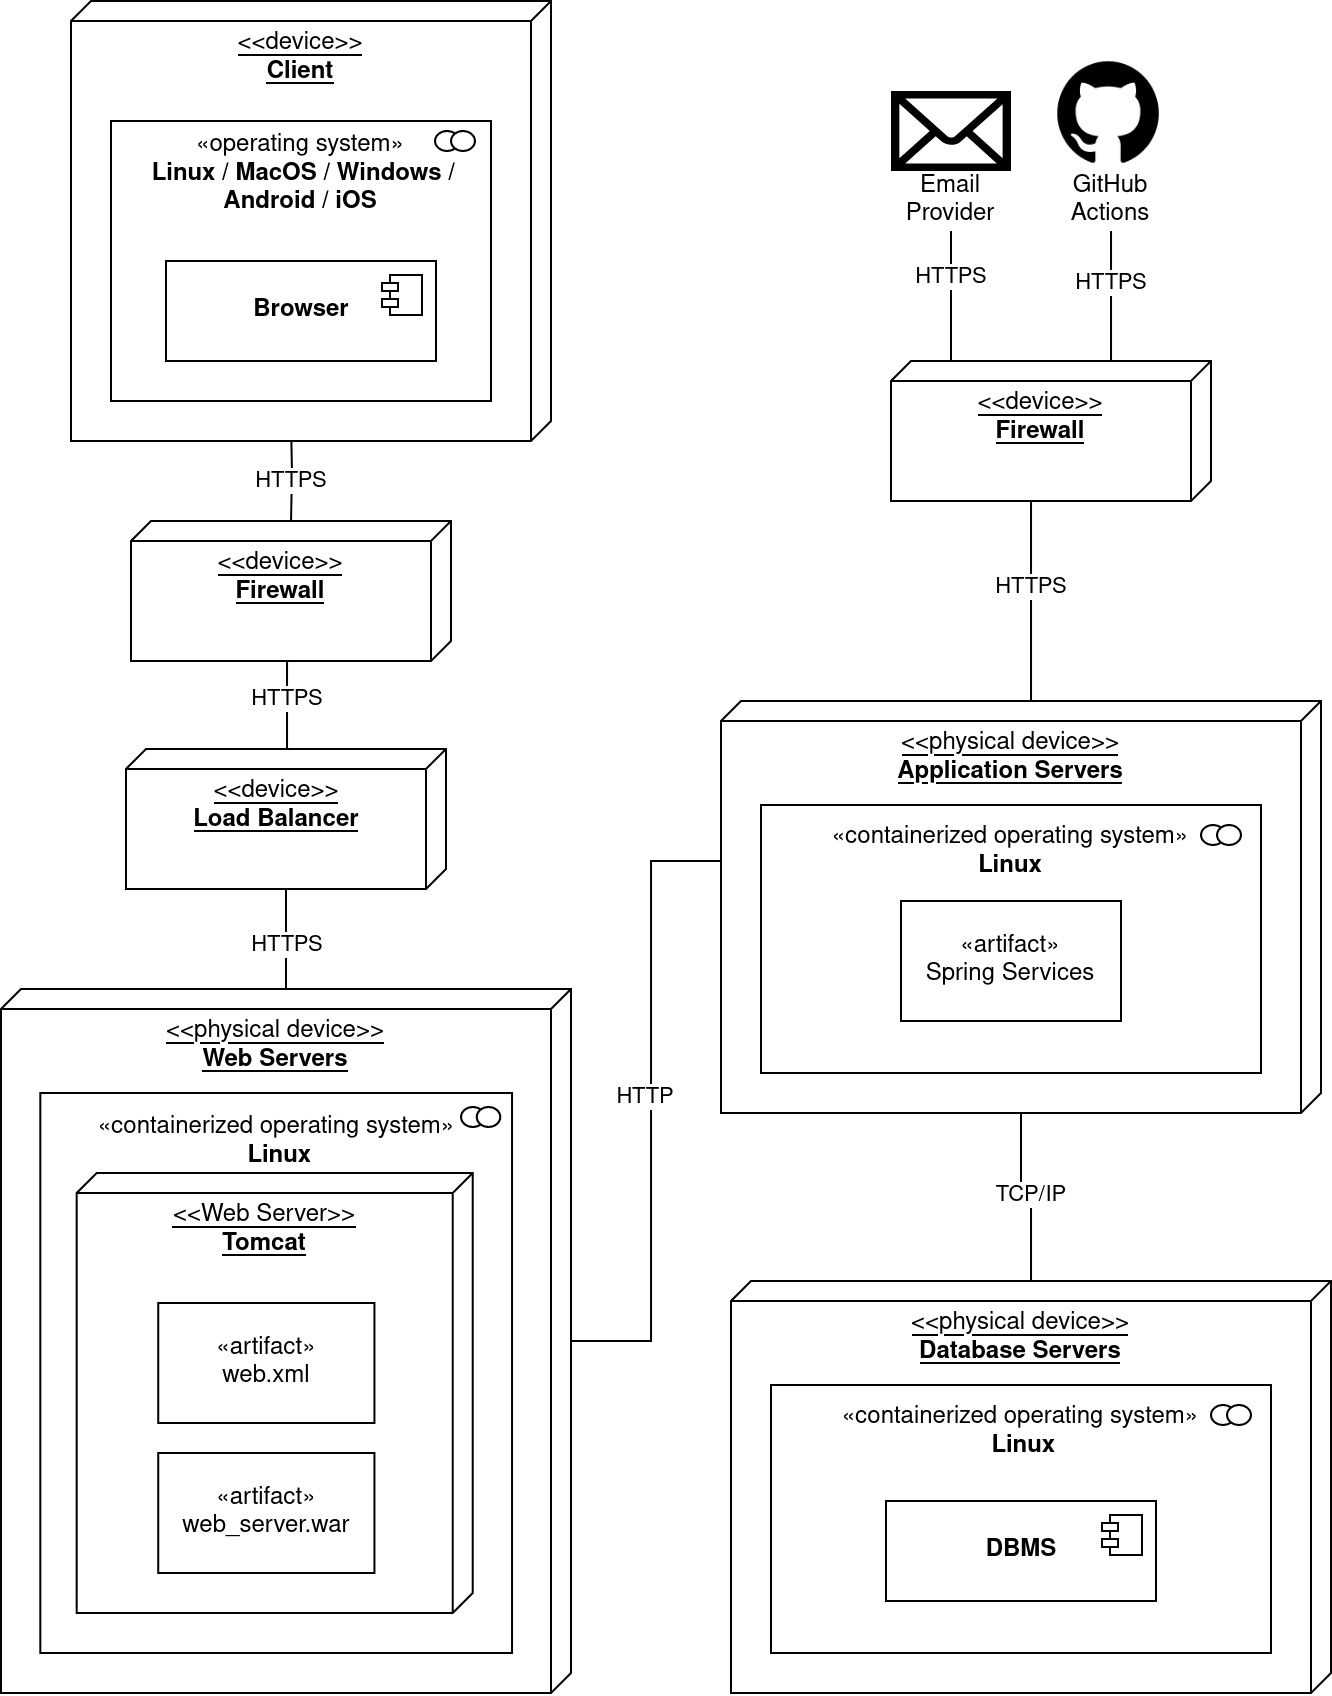 <<device>>
Client
«operating system»
Linux / MacOS / Windows /
Android / iOS
Browser
HTTPS
<<device>>
Firewall
HTTPS
<<device>>
Load Balancer
HTTPS
<<physical device>>
Web Servers
«containerized operating system»
Linux
<<Web Server>>
Tomcat
«artifact»
web.xml
«artifact»
web_server.war
HTTP
Email
Provider
GitHub
Actions
HTTPS
HTTPS
<<device>>
Firewall
HTTPS
<<physical device>>
Application Servers
«containerized operating system»
Linux
«artifact»
Spring Services
TCP/IP
<<physical device>>
Database Servers
«containerized operating system»
Linux
DBMS